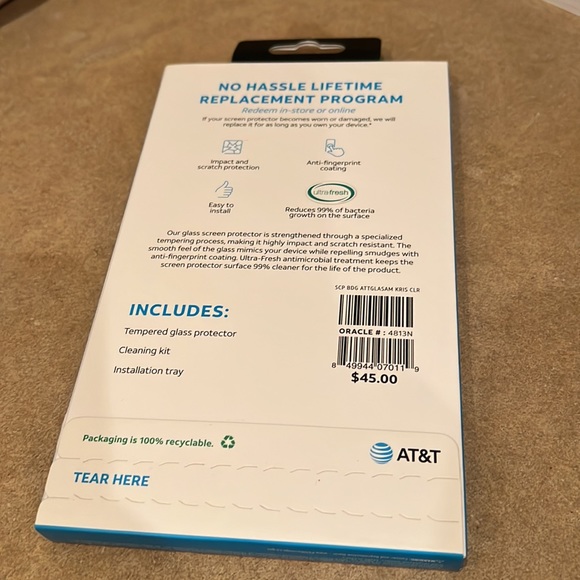 NO HASSLE LIFETIME
REPLACEMENT PROGRAM
Redeem in-store or online
If your screen protector becomes worn or damaged, we will
replace it for as long as you own your device.*
Impact and
scratch protection
Anti-fingerprint
coating
Easy to
install
ultra-fresh
Reduces 99% of bacteria
growth on the surface
Our glass screen protector is strengthened through a specialized
tempering process, making it highly impact and scratch resistant. The
smooth feel of the glass mimics your device while repelling smudges with
anti-fingerprint coating. Ultra-Fresh antimicrobial treatment keeps the
screen protector surface 99% cleaner for the life of the product.
SCP BDG ATTGLASAM KRIS CLR
INCLUDES:
Tempered glass protector
Cleaning kit
Installation tray
ORACLE # : 4813N
8 49944 07011 9
$45.00
Packaging is 100% recyclable.
AT&T
TEAR HERE